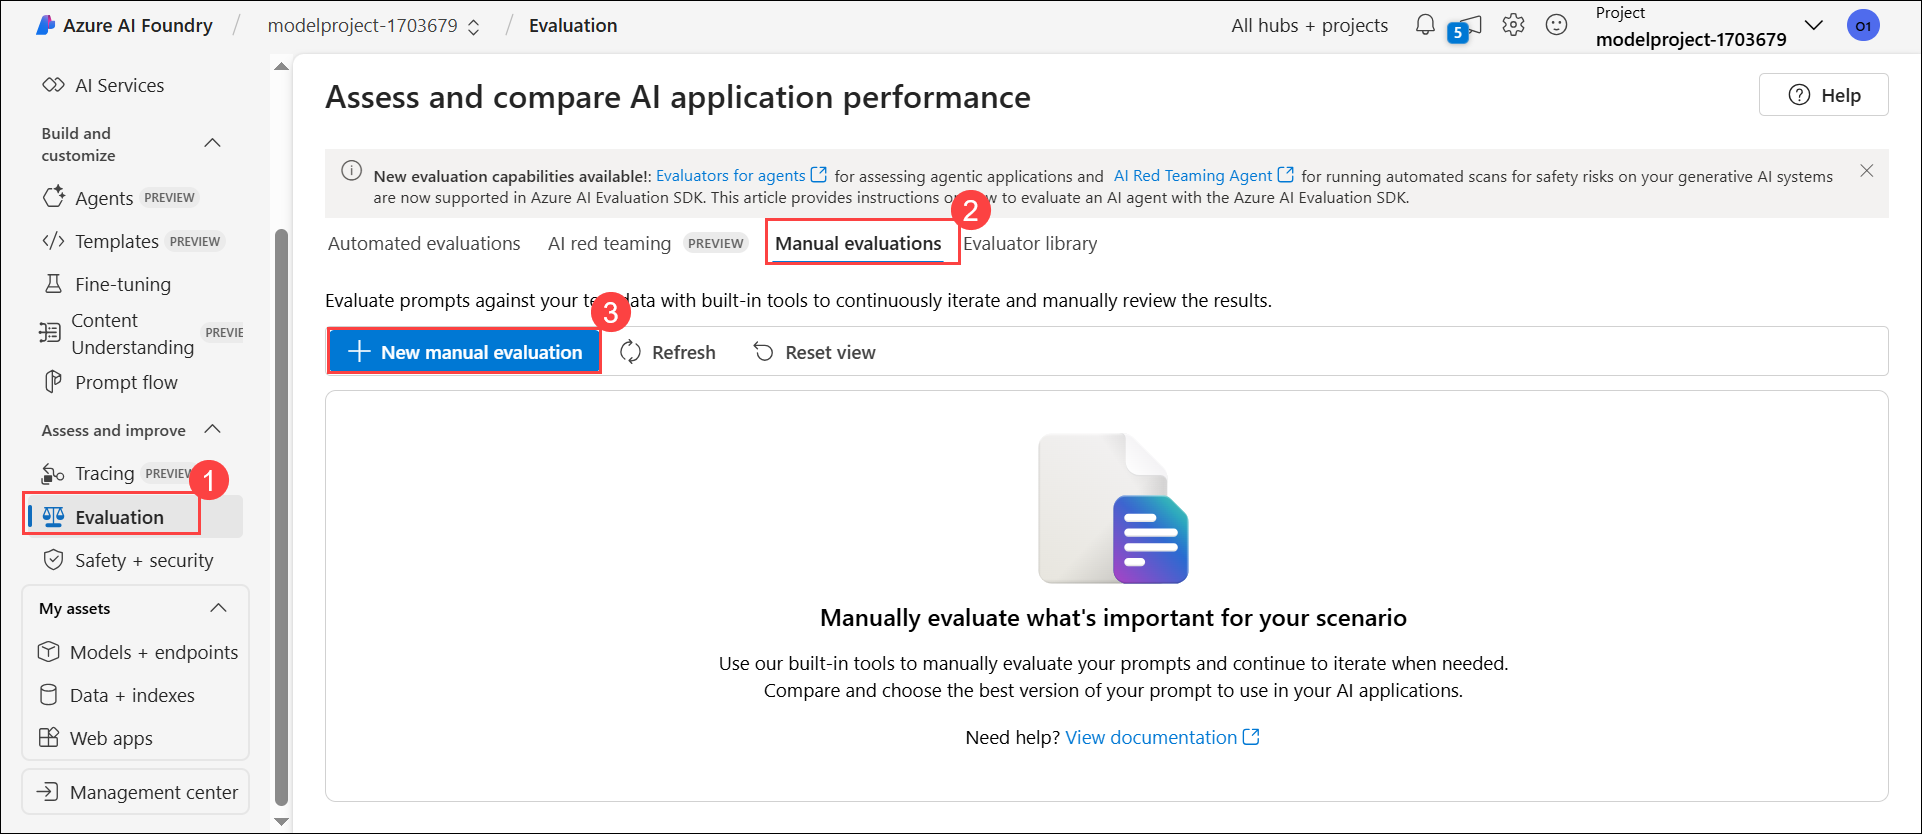 Azure AI Foundry / modelproject-1703679 / Evaluation
All hubs + projects
5
Project
modelproject-1703679
O1
AI Services
Build and
customize
Agents PREVIEW
Templates PREVIEW
Fine-tuning
Content
Understanding
PREVIE
Prompt flow
Assess and improve
Tracing PREVIEW
1
Evaluation
Safety + security
My assets
Models + endpoints
Data + indexes
Web apps
Management center
Assess and compare AI application performance
Help
New evaluation capabilities available!: Evaluators for agents for assessing agentic applications and AI Red Teaming Agent for running automated scans for safety risks on your generative AI systems
are now supported in Azure AI Evaluation SDK. This article provides instructions on how to evaluate an AI agent with the Azure AI Evaluation SDK.
2
Automated evaluations AI red teaming PREVIEW Manual evaluations Evaluator library
Evaluate prompts against your test data with built-in tools to continuously iterate and manually review the results.
3
New manual evaluation Refresh Reset view
Manually evaluate what's important for your scenario
Use our built-in tools to manually evaluate your prompts and continue to iterate when needed.
Compare and choose the best version of your prompt to use in your AI applications.
Need help? View documentation